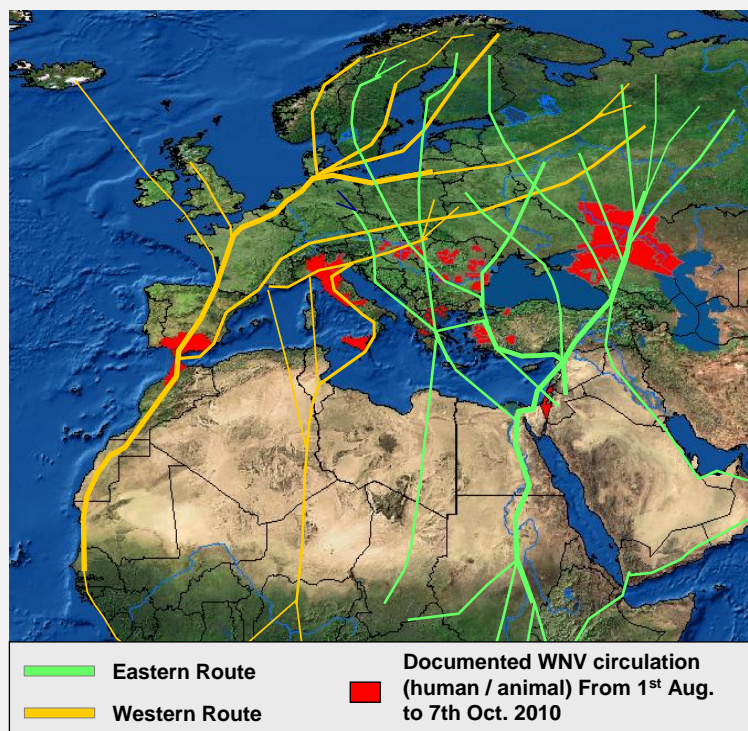 Eastern Route
Western Route
Documented WNV circulation
(human / animal) From 1st Aug.
to 7th Oct. 2010